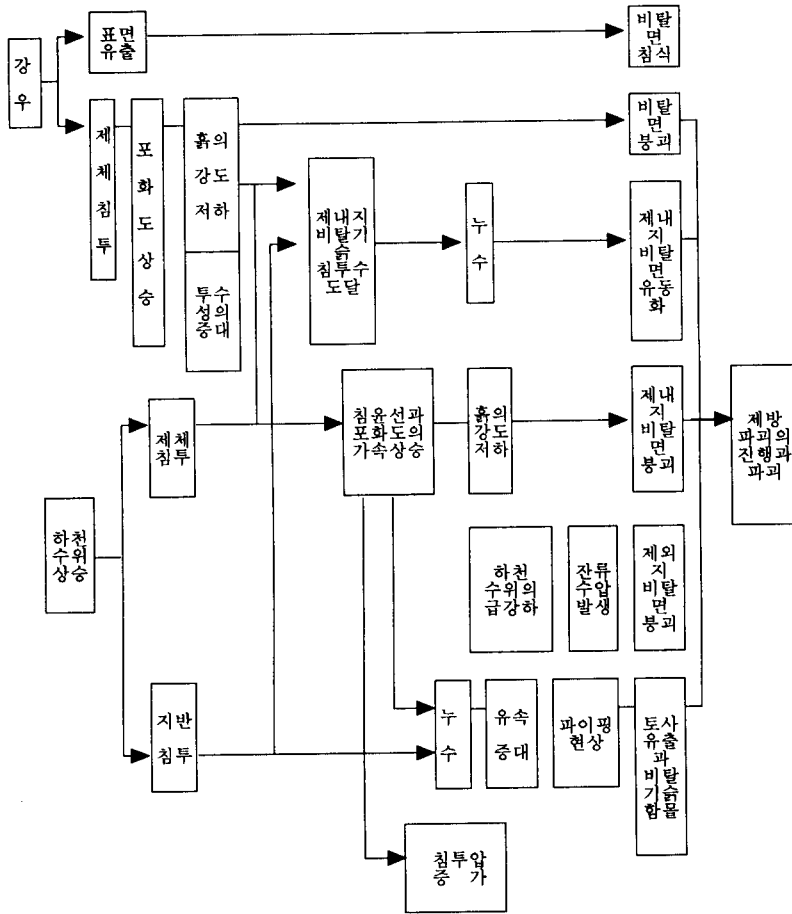 강
우
표면
유출
비탈
면
침식
제
체
침
투
포
화
도
상
승
흙의
강도
저하
투수
성의
증대
비탈
면
붕괴
제내지
비탈기
슭
침투수
도달
누
수
제내
지
비탈
면
유동
화
하천
수위
상승
제체
침투
침윤선과
포화도의
가속상승
흙의
강도
저하
제내
지
비탈
면
붕괴
제방
파괴의
진행과
파괴
하천
수위의
급강하
잔류
수압
발생
제외
지
비탈
면
붕괴
지반
침투
누
수
유속
증대
파이핑
현상
토사
유출
과
비탈
기슭
함몰
침투압
증가